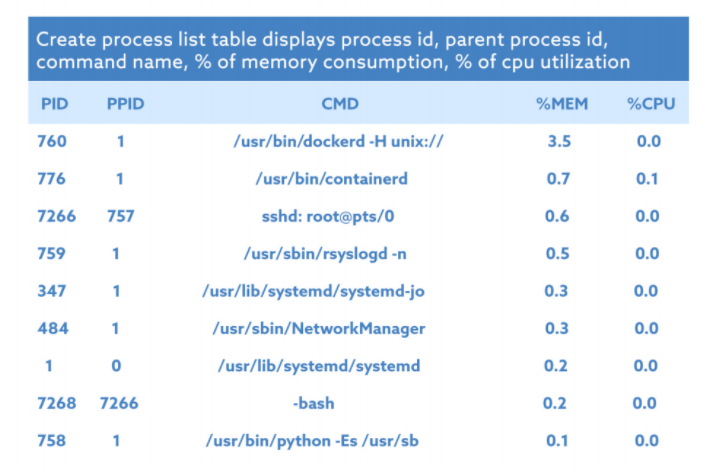 Create process list table displays process id, parent process id,
command name, % of memory consumption, % of cpu utilization
PID PPID CMD %MEM %CPU
760 1 /usr/bin/dockerd -H unix:// 3.5 0.0
776 1 /usr/bin/containerd 0.7 0.1
7266 757 sshd: root@pts/0 0.6 0.0
759 1 /usr/sbin/rsyslogd -n 0.5 0.0
347 1 /usr/lib/systemd/systemd-jo 0.3 0.0
484 1 /usr/sbin/NetworkManager 0.3 0.0
1 0 /usr/lib/systemd/systemd 0.2 0.0
7268 7266 -bash 0.2 0.0
758 1 /usr/bin/python -Es /usr/sb 0.1 0.0